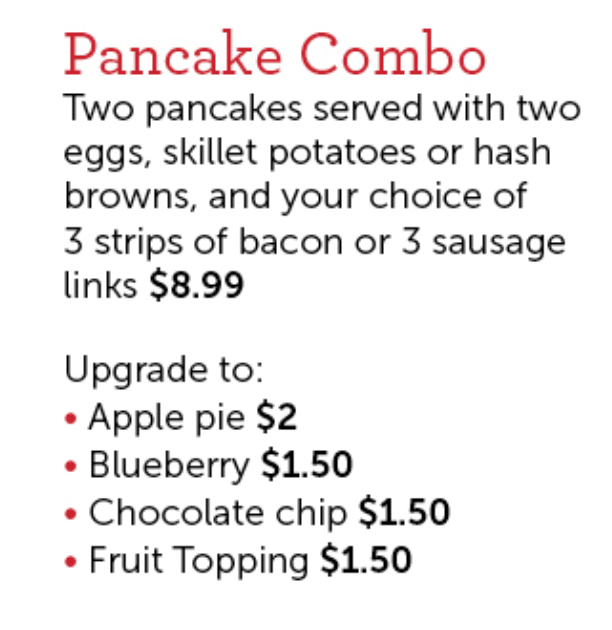 Pancake Combo
Two pancakes served with two
eggs, skillet potatoes or hash
browns, and your choice of
3 strips of bacon or 3 sausage
links $8.99
Upgrade to:
• Apple pie $2
• Blueberry $1.50
• Chocolate chip $1.50
• Fruit Topping $1.50